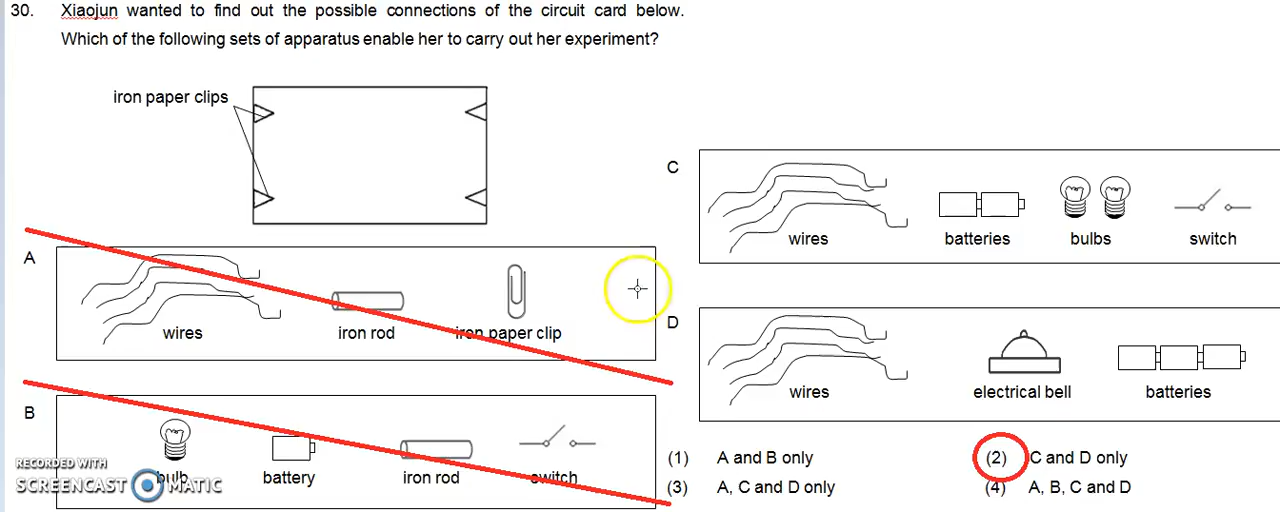 30. Xiaojun wanted to find out the possible connections of the circuit card below.
Which of the following sets of apparatus enable her to carry out her experiment?
iron paper clips
A
wires
iron rod
iron paper clip
B
bulb
battery
iron rod
switch
C
wires
batteries
bulbs
switch
D
wires
electrical bell
batteries
(1) A and B only
(2) C and D only
(3) A, C and D only
(4) A, B, C and D
RECORDED WITH
SCREENCAST MATIC